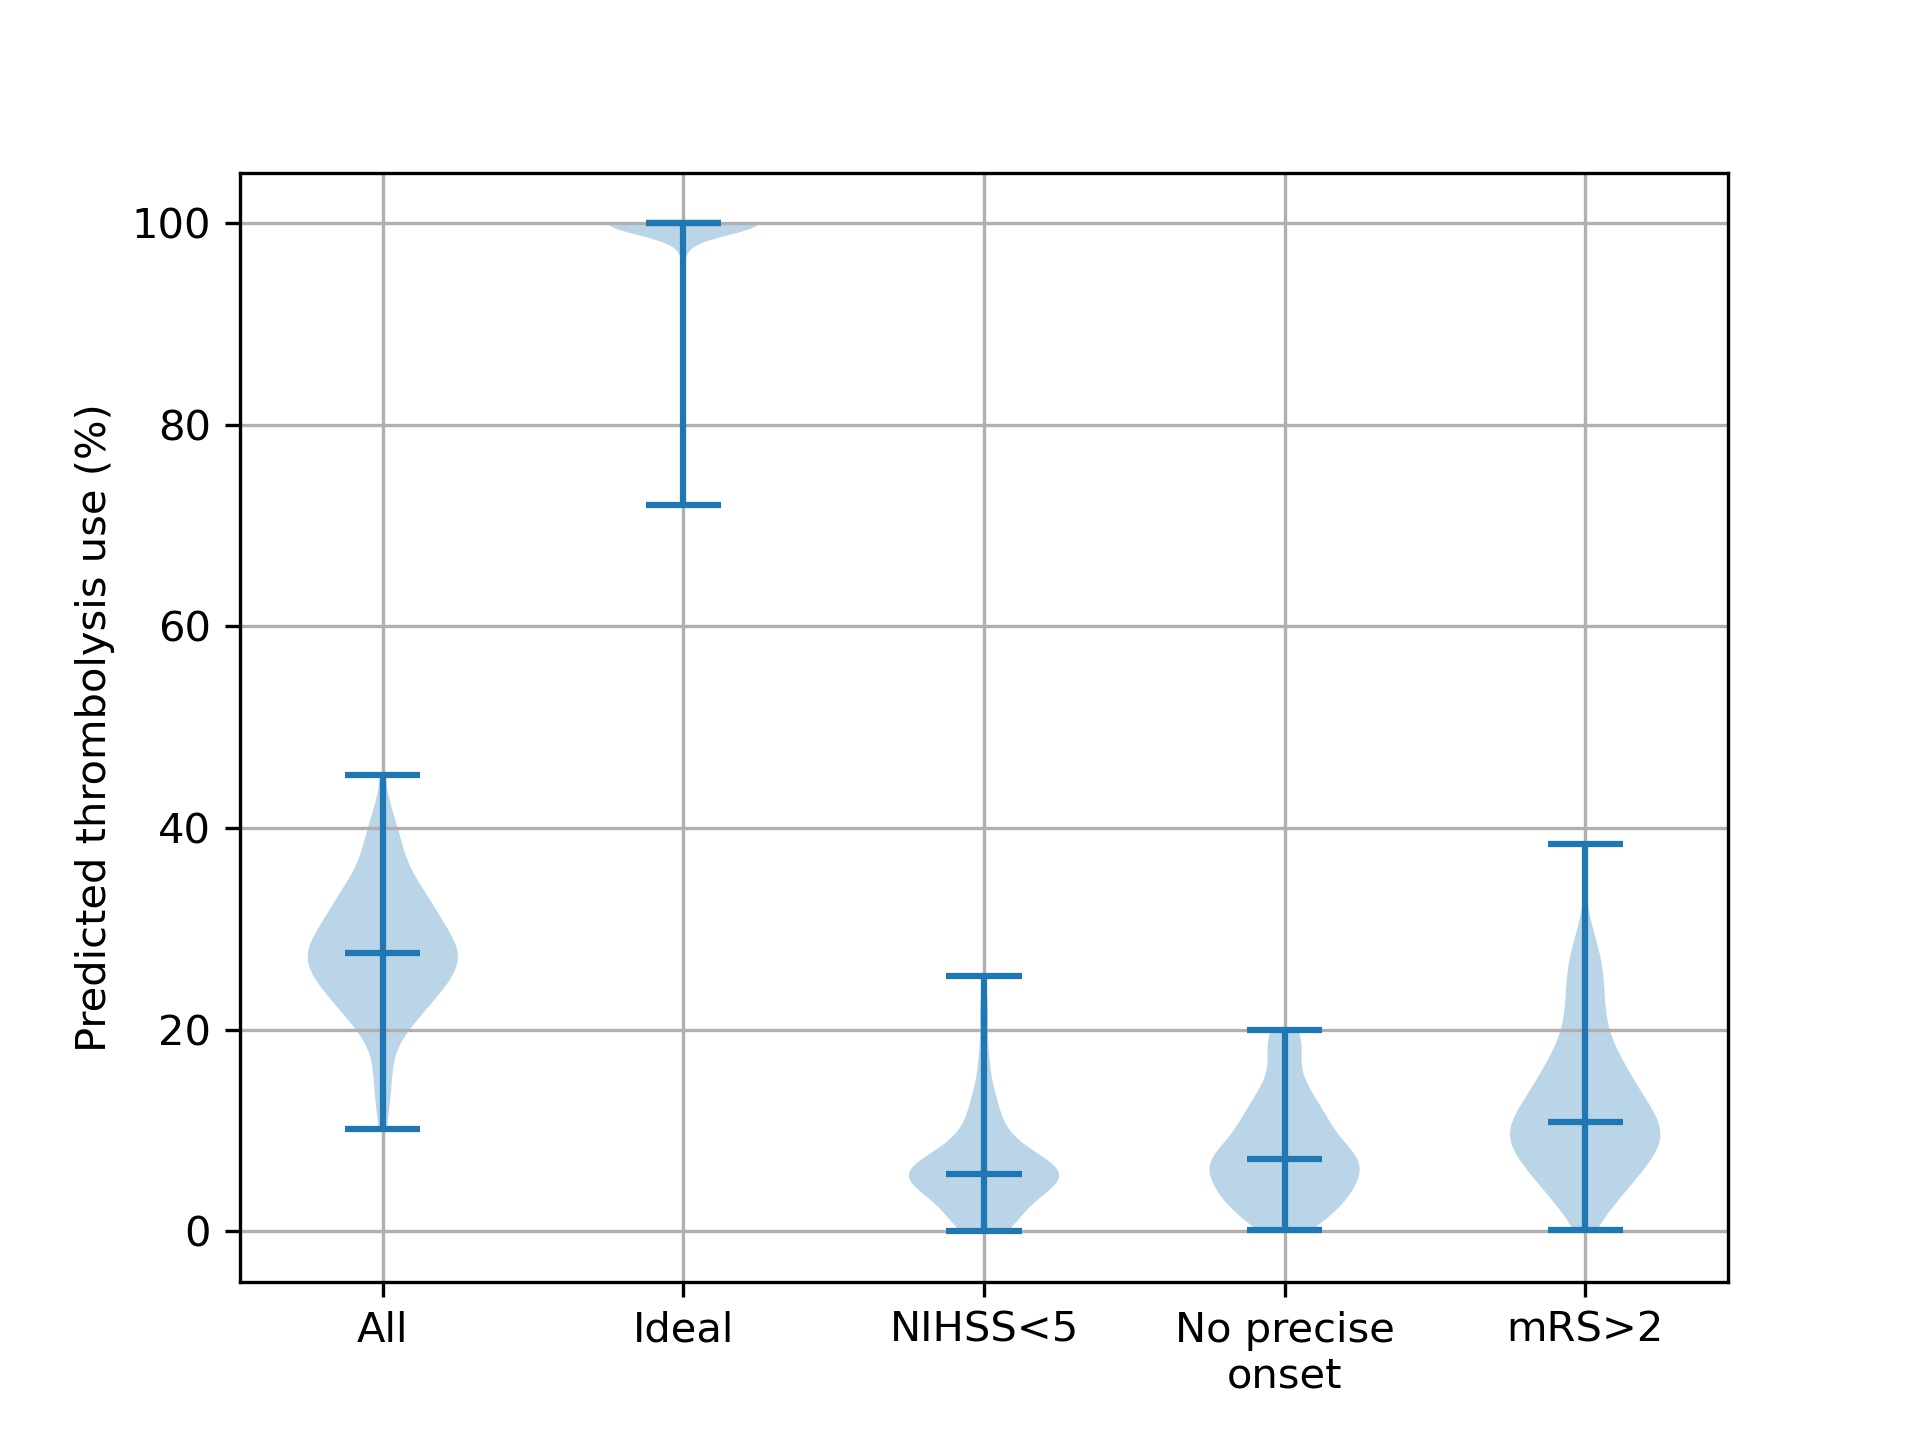 Predicted thrombolysis use (%)
100
80
60
40
20
0
All
Ideal
NIHSS<5
No precise
onset
mRS>2